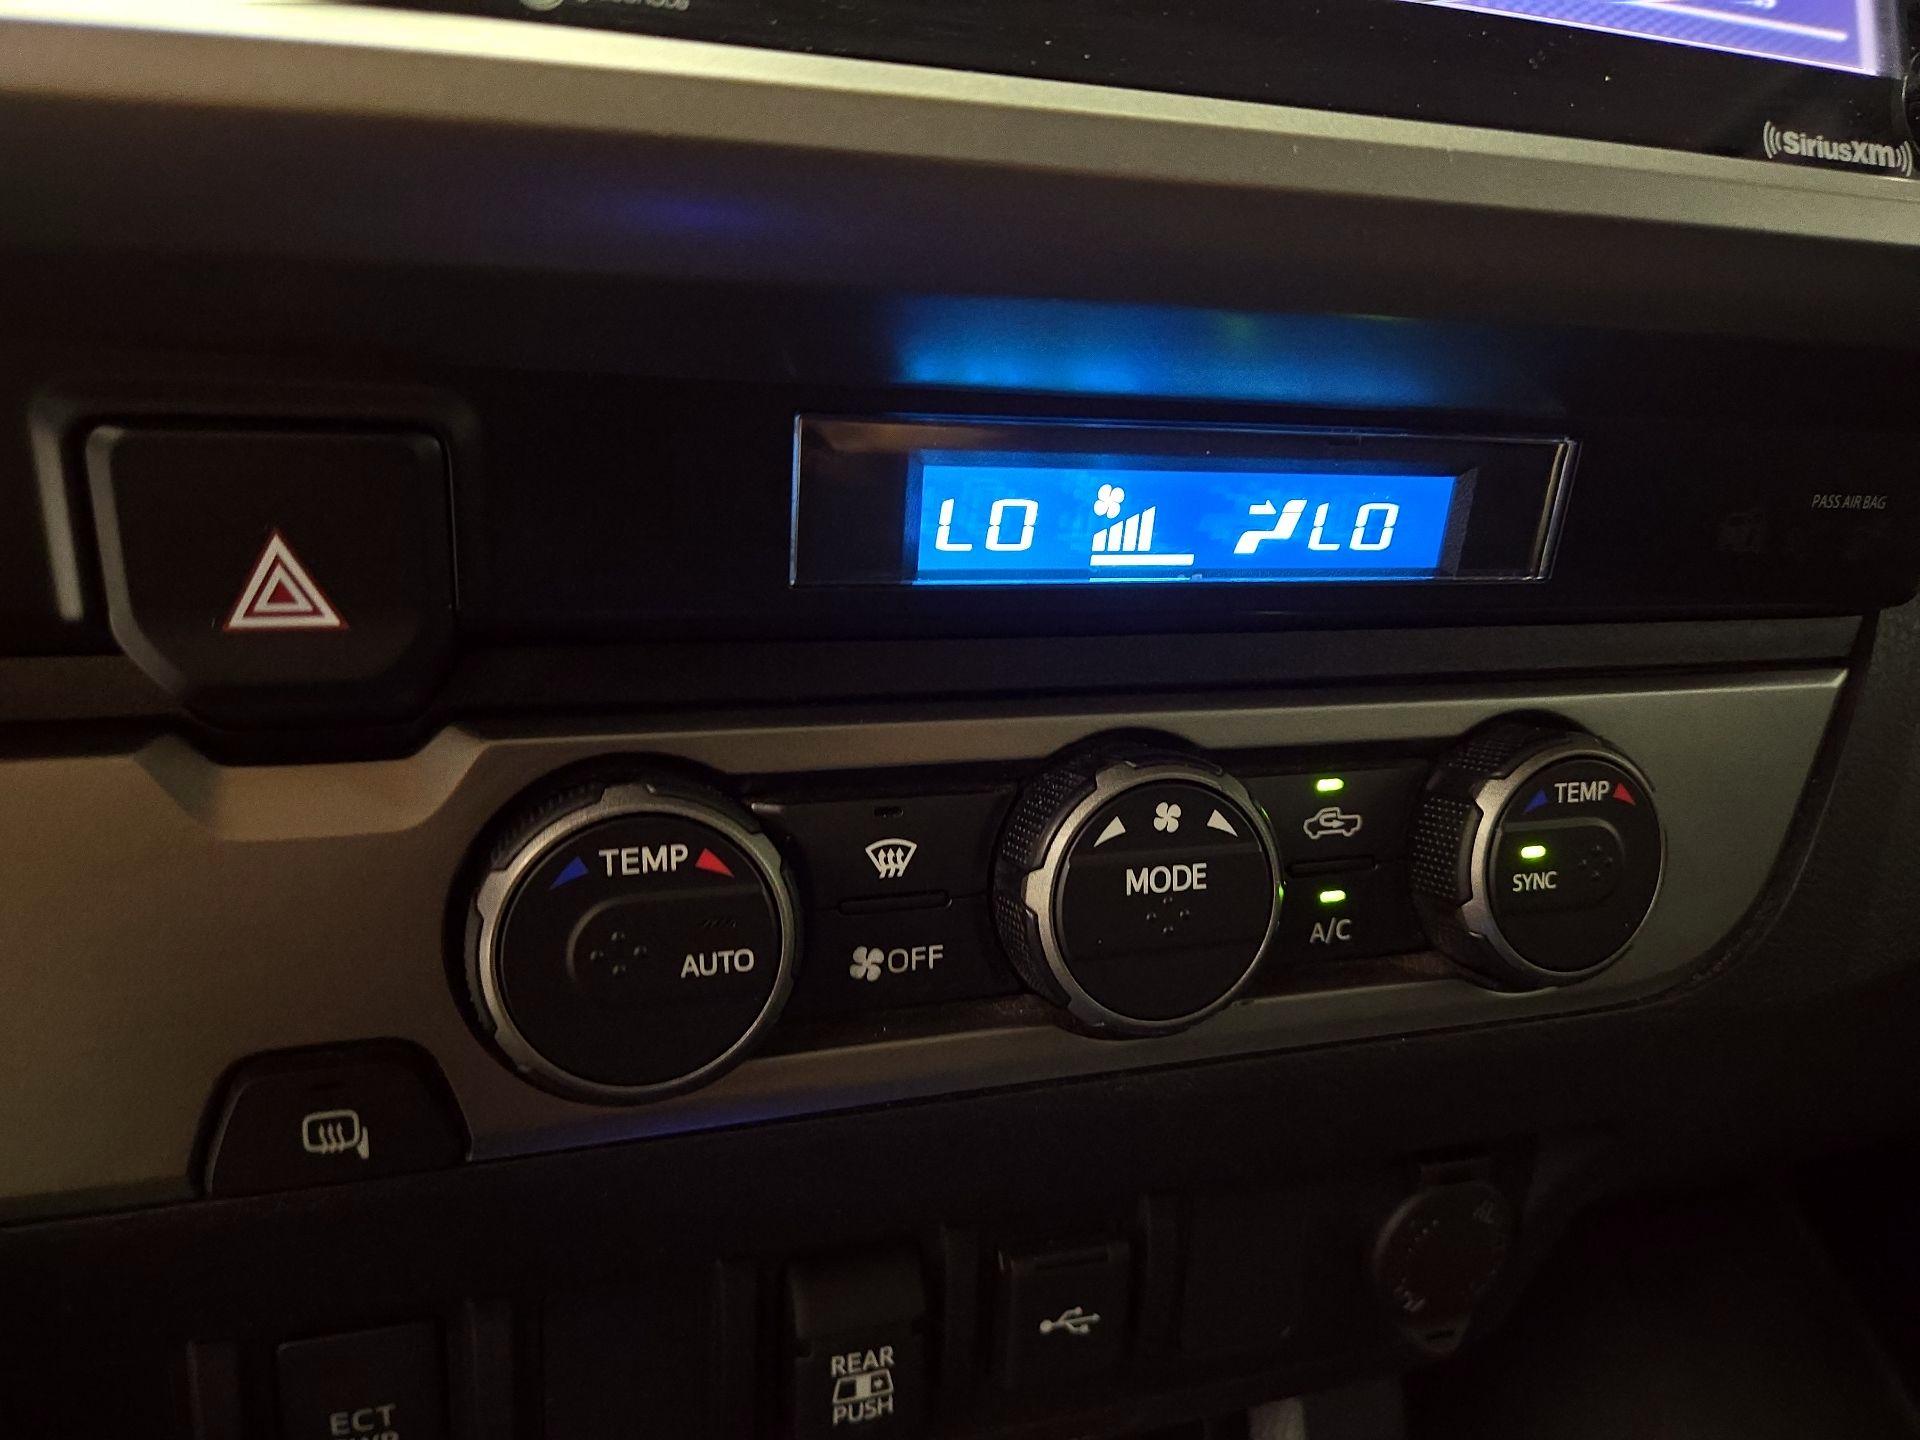 SiriusXM
PASS AIR BAG
LO LO
TEMP
AUTO
OFF
MODE
A/C
TEMP
SYNC
REAR
PUSH
ECT